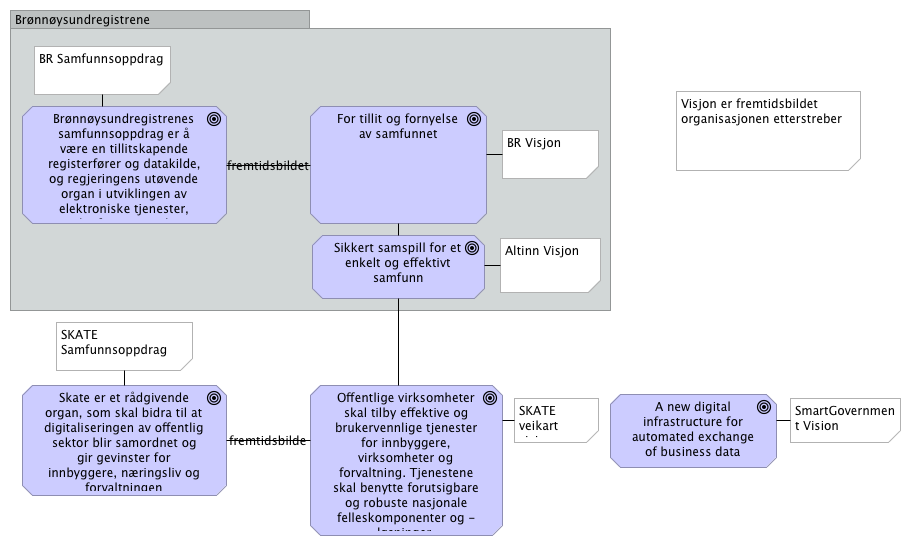 Brønnøysundregistrene
BR Samfunnsoppdrag
Brønnøysundregistrenes
samfunnsoppdrag er å
være en tillitskapende
registerfører og datakilde,
og regjeringens utøvende
organ i utviklingen av
elektroniske tjenester,
fremtidsbildet
For tillit og fornyelse
av samfunnet
BR Visjon
Sikkert samspill for et
enkelt og effektivt
samfunn
Altinn Visjon
Visjon er fremtidsbildet
organisasjonen etterstreber
SKATE
Samfunnsoppdrag
Skate er et rådgivende
organ, som skal bidra til at
digitaliseringen av offentlig
sektor blir samordnet og
gir gevinster for
innbyggere, næringsliv og
forvaltningen
fremtidsbilde
Offentlige virksomheter
skal tilby effektive og
brukervennlige tjenester
for innbyggere,
virksomheter og
forvaltning. Tjenestene
skal benytte forutsigbare
og robuste nasjonale
felleskomponenter og -
løsninger
SKATE
veikart
A new digital
infrastructure for
automated exchange
of business data
SmartGovernmen
t Vision